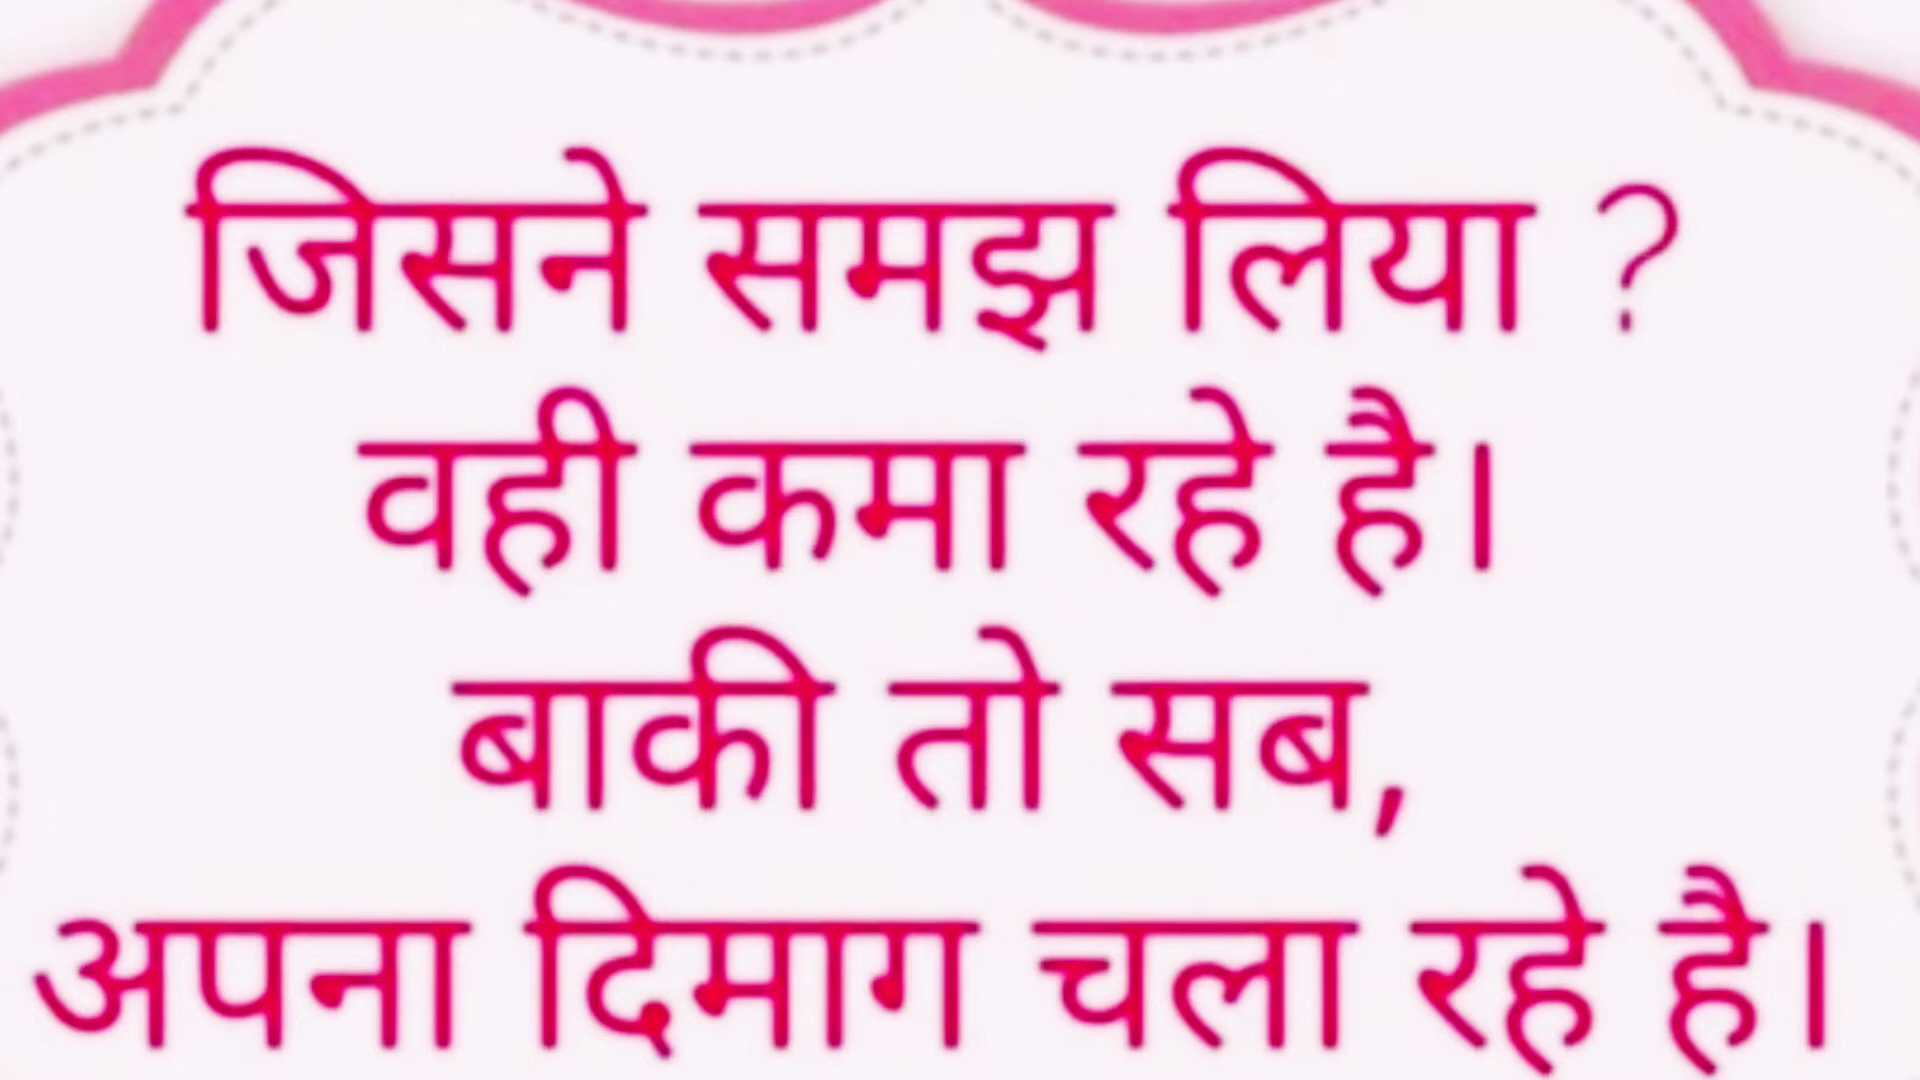 जिसने समझ लिया ?
वही कमा रहे है।
बाकी तो सब,
अपना दिमाग चला रहे है।